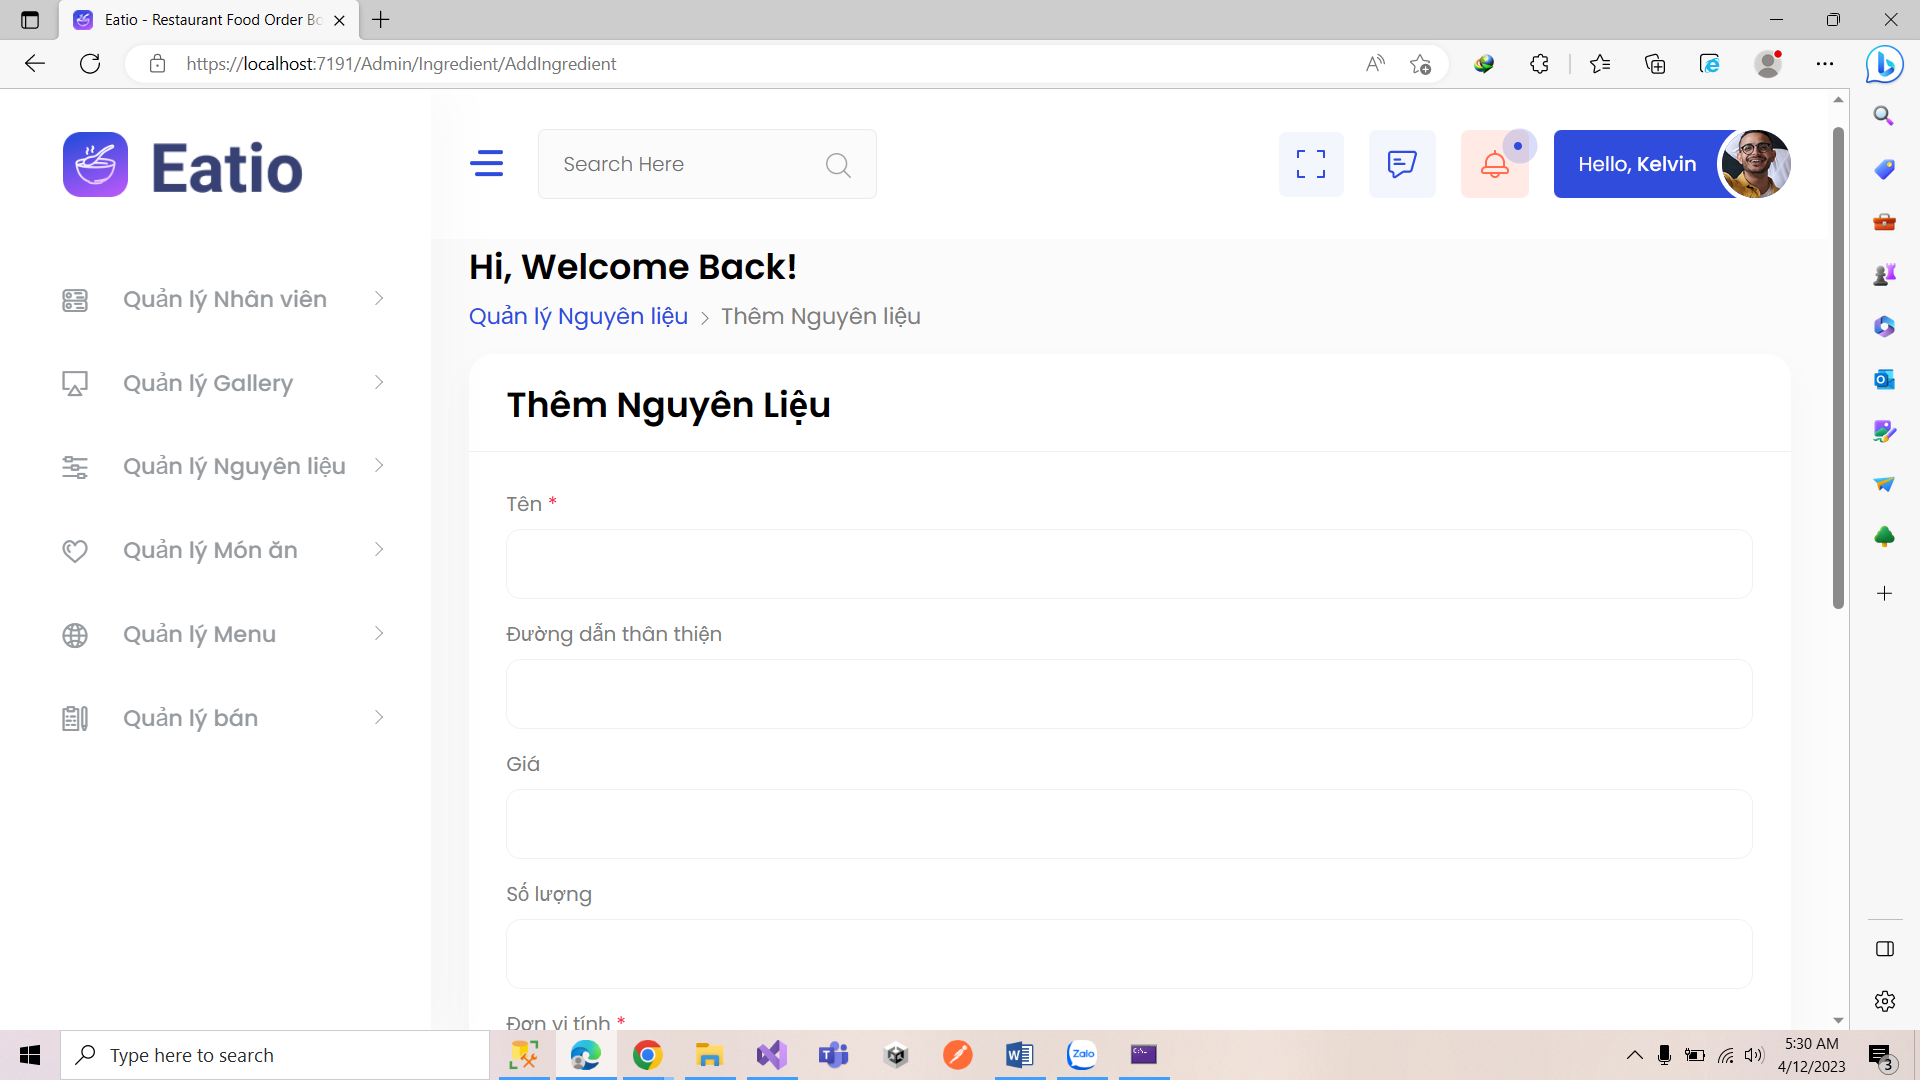 Eatio - Restaurant Food Order Bo
https://localhost:7191/Admin/Ingredient/AddIngredient
Eatio
Search Here
Hello, Kelvin
Hi, Welcome Back!
Quản lý Nguyên liệu > Thêm Nguyên liệu
Quản lý Nhân viên
Quản lý Gallery
Quản lý Nguyên liệu
Quản lý Món ăn
Quản lý Menu
Quản lý bán
Thêm Nguyên Liệu
Tên *
Đường dẫn thân thiện
Giá
Số lượng
Đơn vị tính *
Type here to search
Zalo
5:30 AM
4/12/2023
3